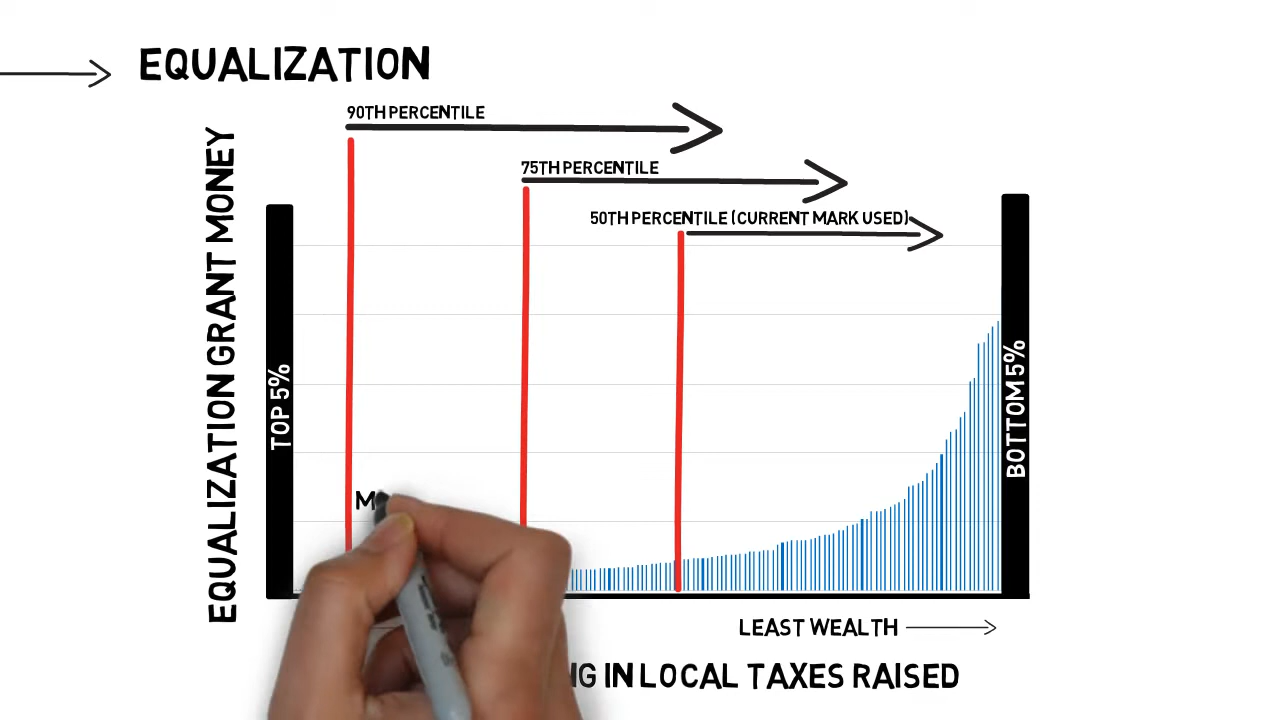 EQUALIZATION
90TH PERCENTILE
75TH PERCENTILE
50TH PERCENTILE (CURRENT MARK USED)
EQUALIZATION GRANT MONEY
TOP 5%
BOTTOM 5%
M
LEAST WEALTH
IN LOCAL TAXES RAISED